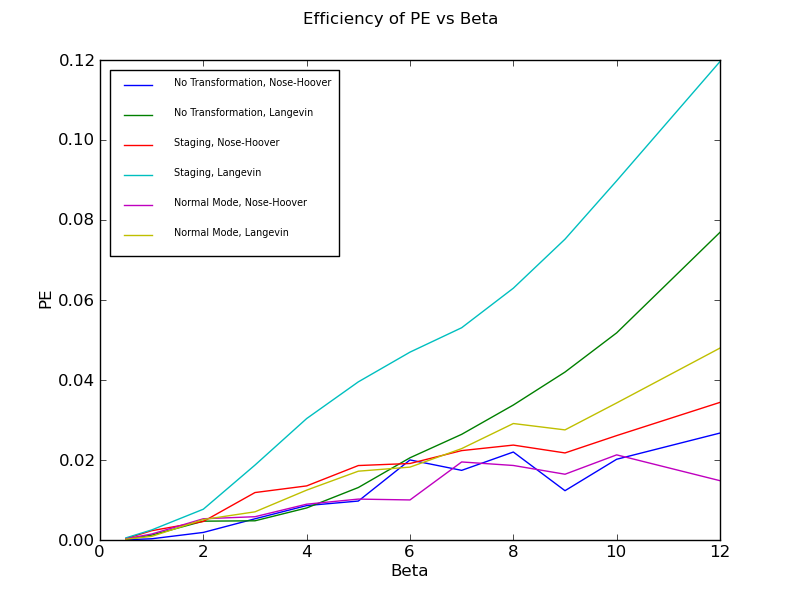 Efficiency of PE vs Beta
0.12
0.10
0.08
0.06
0.04
0.02
0.00
PE
No Transformation, Nose-Hoover
No Transformation, Langevin
Staging, Nose-Hoover
Staging, Langevin
Normal Mode, Nose-Hoover
Normal Mode, Langevin
0 2 4 6 8 10 12
Beta